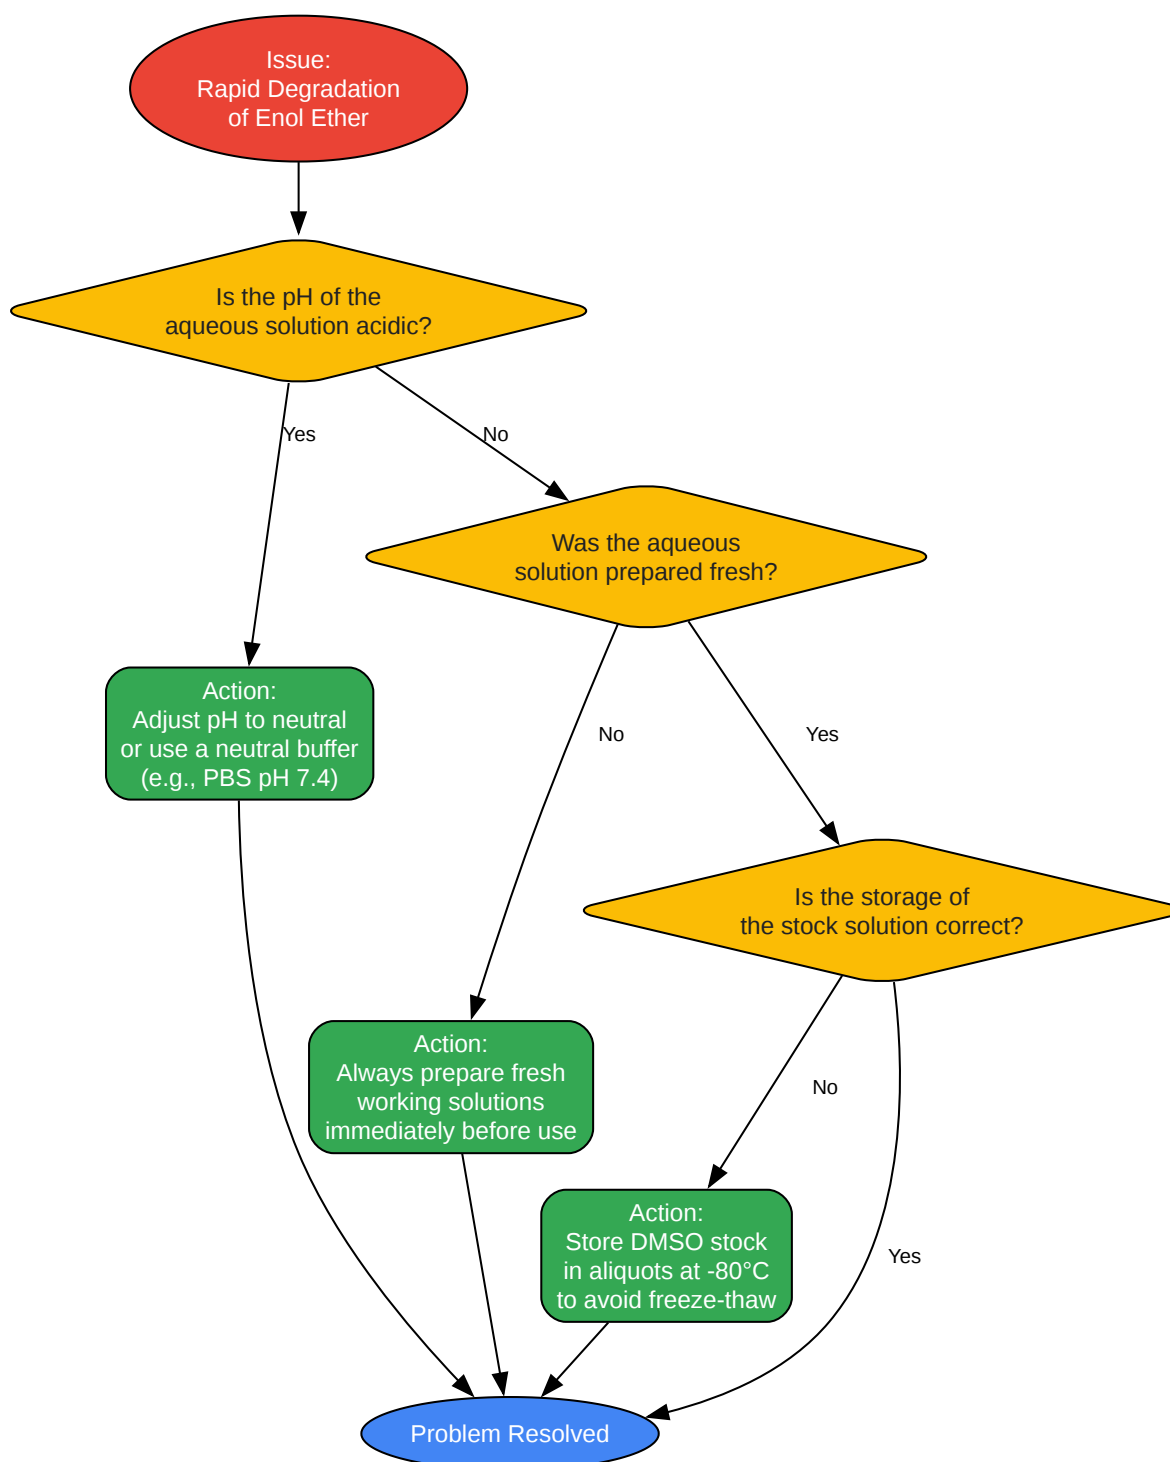 Issue:
Rapid Degradation
of Enol Ether
Is the pH of the
aqueous solution acidic?
Yes
No
Was the aqueous
solution prepared fresh?
Action:
Adjust pH to neutral
or use a neutral buffer
(e.g., PBS pH 7.4)
No
Yes
Is the storage of
the stock solution correct?
Action:
Always prepare fresh
working solutions
immediately before use
No
Action:
Store DMSO stock
in aliquots at -80°C
to avoid freeze-thaw
Yes
Problem Resolved